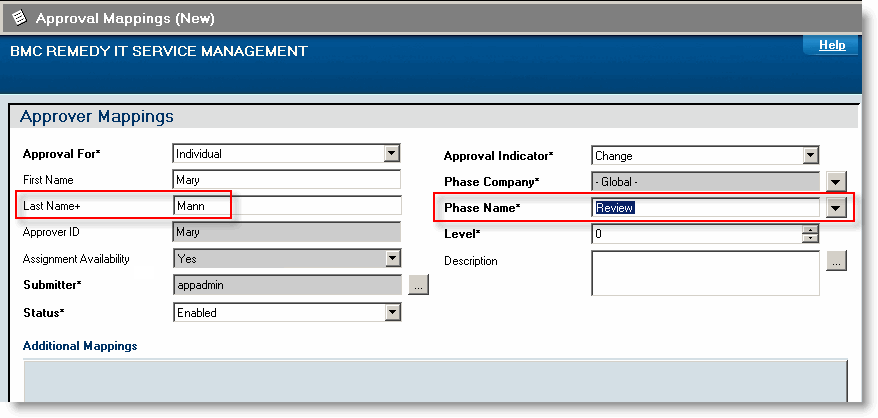 Approval Mappings (New)
BMC REMEDY IT SERVICE MANAGEMENT
Help
Approver Mappings
Approval For* Individual
First Name Mary
Last Name+ Mann
Approver ID Mary
Assignment Availability Yes
Submitter* appadmin ...
Status* Enabled
Approval Indicator* Change
Phase Company* - Global -
Phase Name* Review
Level* 0
Description ...
Additional Mappings